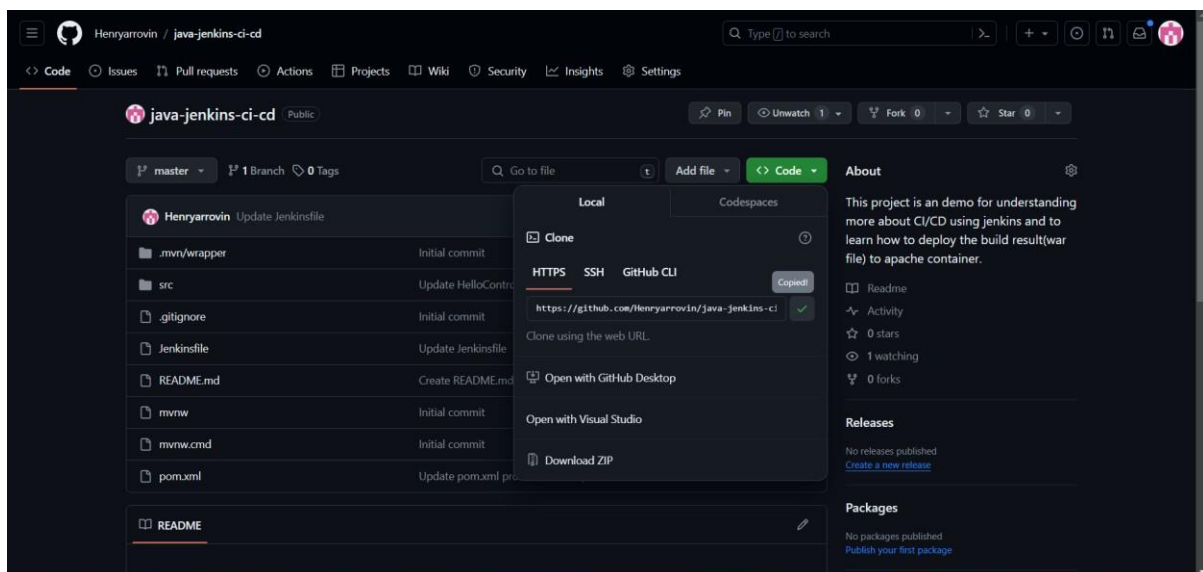 Henryarrovin / java-jenkins-ci-cd
Type / to search
<> Code Issues Pull requests Actions Projects Wiki Security Insights Settings
java-jenkins-ci-cd Public
Pin Unwatch 1 Fork 0 Star 0
master 1 Branch 0 Tags
Go to file t Add file <> Code
Henryarrovin Update Jenkinsfile
.mvn/wrapper Initial commit
src Update HelloContro
.gitignore Initial commit
Jenkinsfile Update Jenkinsfile
README.md Create README.md
mvnw Initial commit
mvnw.cmd Initial commit
pom.xml Update pom.xml pro
README
Local Codespaces
Clone
HTTPS SSH GitHub CLI
Copied!
https://github.com/Henryarrovin/java-jenkins-ci
Clone using the web URL.
Open with GitHub Desktop
Open with Visual Studio
Download ZIP
About
This project is an demo for understanding
more about CI/CD using jenkins and to
learn how to deploy the build result(war
file) to apache container.
Readme
Activity
0 stars
1 watching
0 forks
Releases
No releases published
Create a new release
Packages
No packages published
Publish your first package